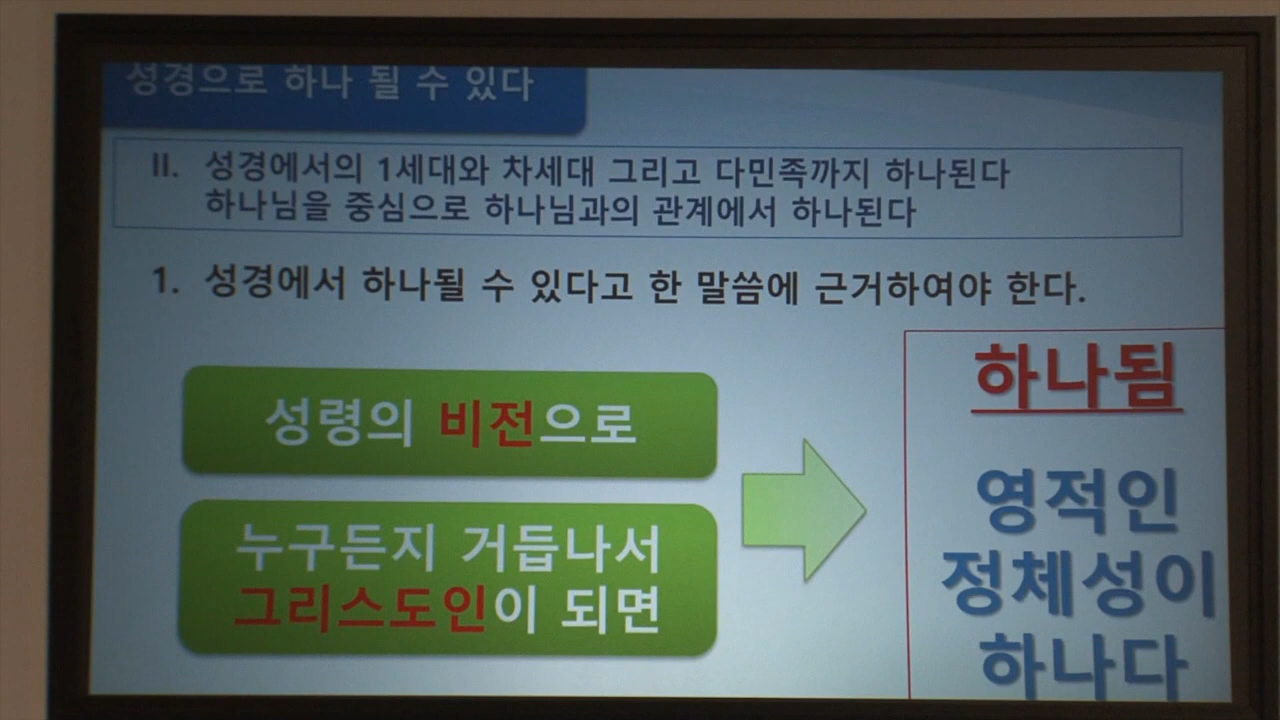 성경으로 하나 될 수 있다
II. 성경에서의 1세대와 차세대 그리고 다민족까지 하나된다
하나님을 중심으로 하나님과의 관계에서 하나된다
1. 성경에서 하나될 수 있다고 한 말씀에 근거하여야 한다.
성령의 비전으로
누구든지 거듭나서
그리스도인이 되면
하나됨
영적인
정체성이
하나다